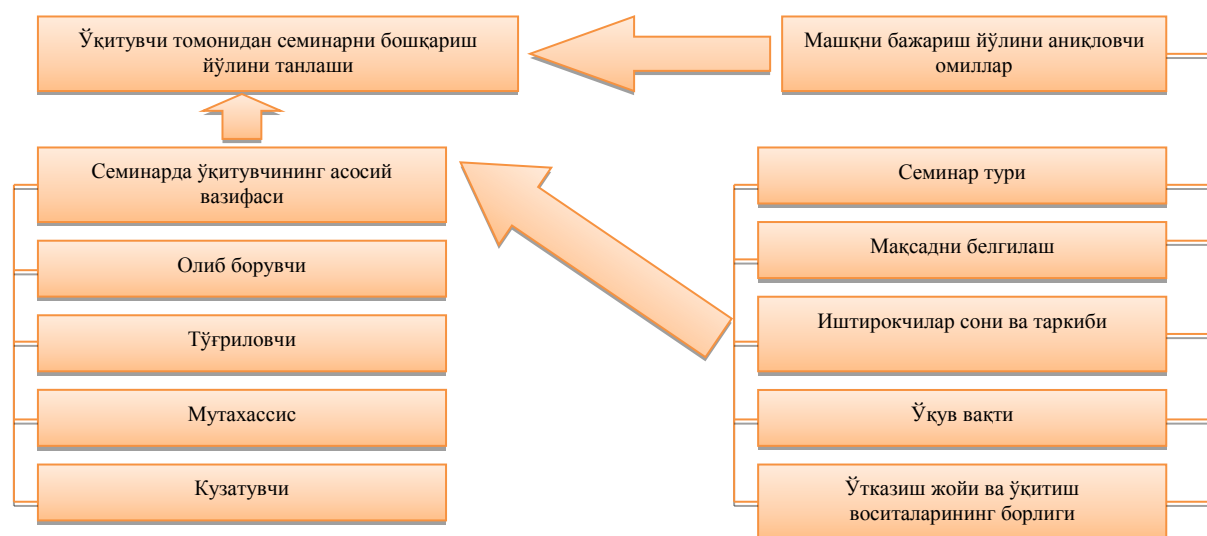 Ўқитувчи томонидан семинарни бошқариш
йўлини танлаши
Машқни бажариш йўлини аниқловчи
омиллар
Семинарда ўқитувчининг асосий
вазифаси
Олиб борувчи
Тўғриловчи
Мутахассис
Кузатувчи
Семинар тури
Мақсадни белгилаш
Иштирокчилар сони ва таркиби
Ўқув вақти
Ўтказиш жойи ва ўқитиш
воситаларининг борлиги